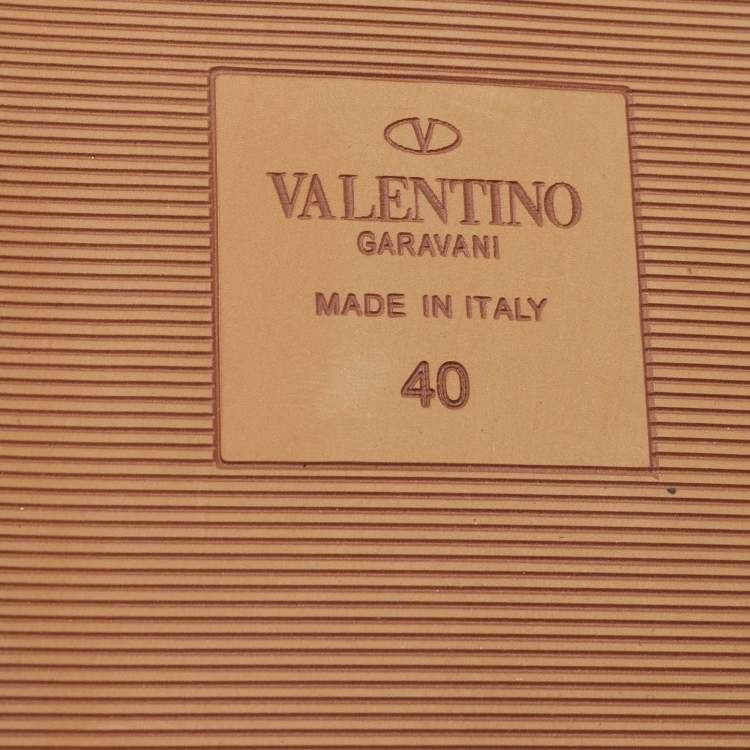 V
VALENTINO
GARAVANI
MADE IN ITALY
40